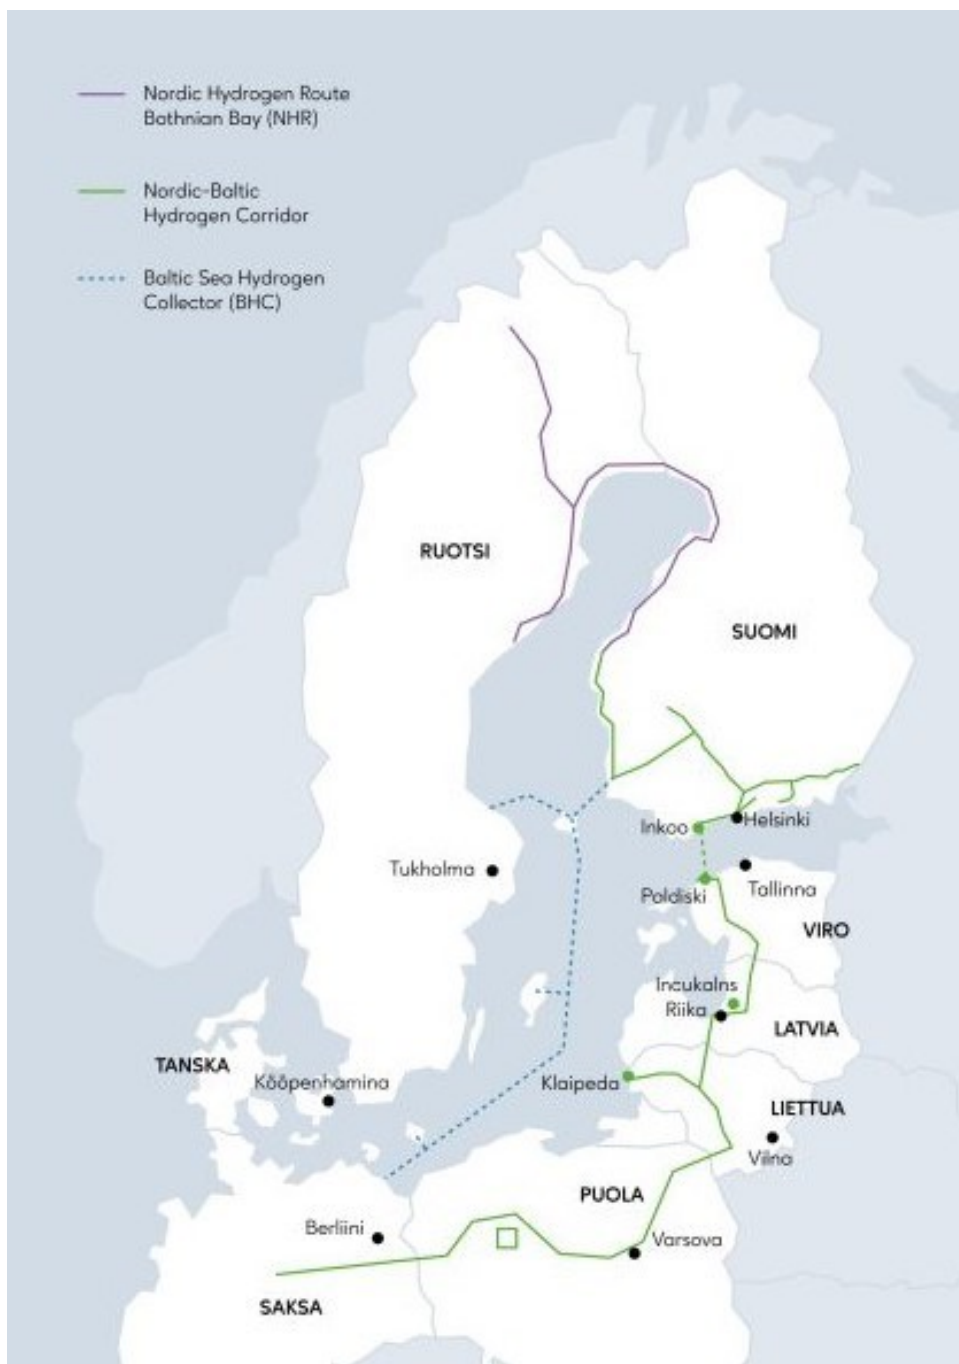 Nordic Hydrogen Route
Bothnian Bay (NHR)
Nordic-Baltic
Hydrogen Corridor
Baltic Sea Hydrogen
Collector (BHC)
RUOTSI
SUOMI
Inkoo
Helsinki
Tukholma
Tallinna
Poldiski
VIRO
Incukalns
Riika
LATVIA
TANSKA
Kööpenhamina
Klaipeda
LIETTUA
Vilna
PUOLA
Berliini
Varsova
SAKSA